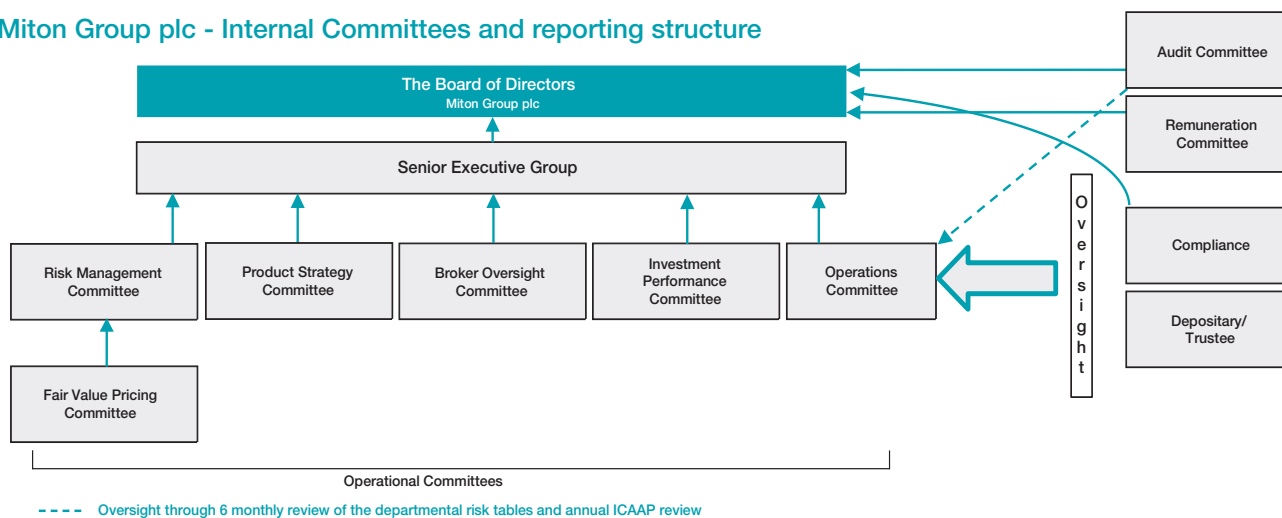 Miton Group plc - Internal Committees and reporting structure
The Board of Directors
Miton Group plc
Audit Committee
Remuneration
Committee
Senior Executive Group
Oversight
Risk Management
Committee
Product Strategy
Committee
Broker Oversight
Committee
Investment
Performance
Committee
Operations
Committee
Compliance
Depositary/
Trustee
Fair Value Pricing
Committee
Operational Committees
Oversight through 6 monthly review of the departmental risk tables and annual ICAAP review